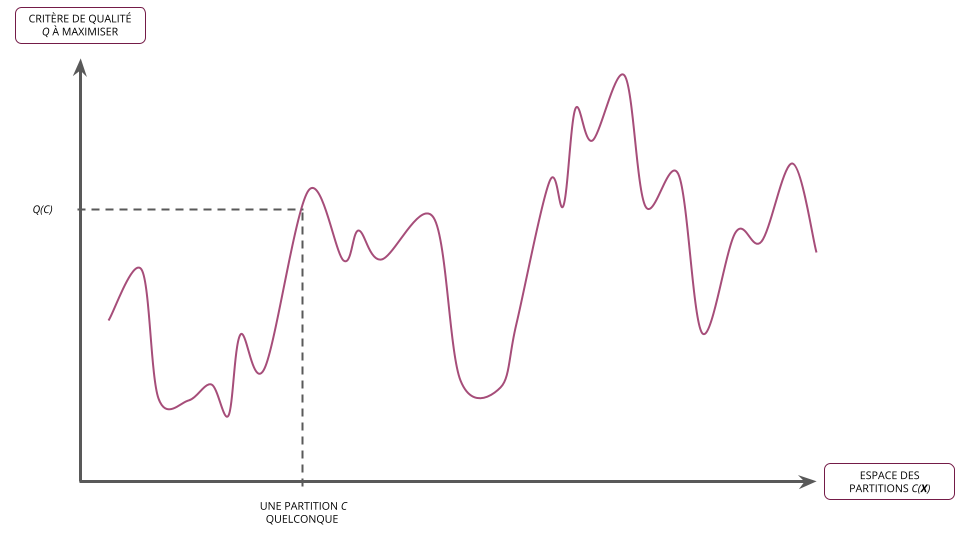 CRITÈRE DE QUALITÉ
Q À MAXIMISER
Q(C)
UNE PARTITION C
QUELCONQUE
ESPACE DES
PARTITIONS C(X)